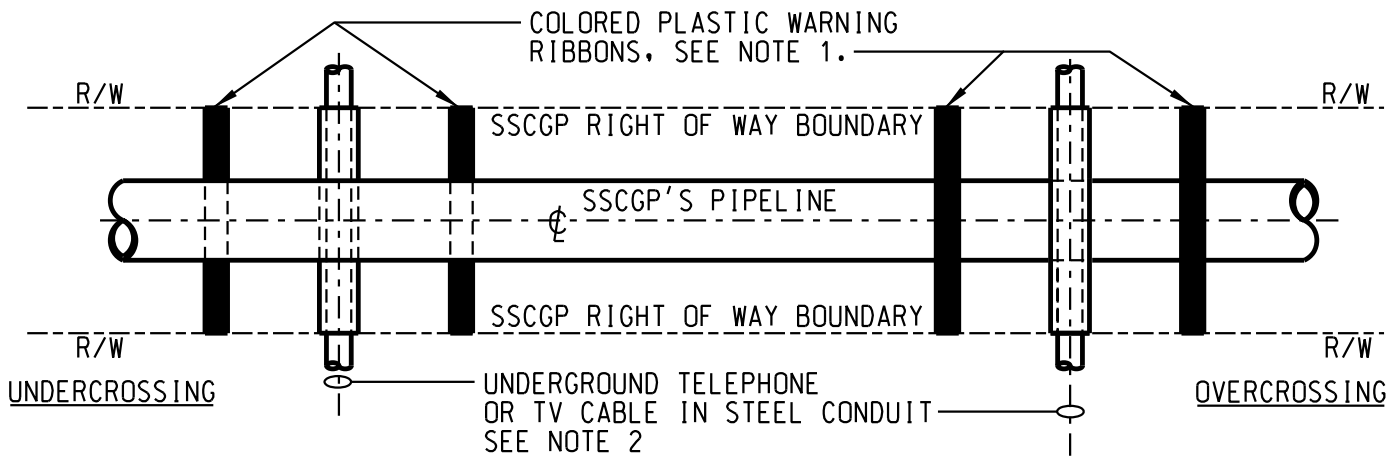 COLORED PLASTIC WARNING
RIBBONS, SEE NOTE 1.
R/W
R/W
SSCGP RIGHT OF WAY BOUNDARY
SSCGP'S PIPELINE
℄
SSCGP RIGHT OF WAY BOUNDARY
R/W
R/W
UNDERCROSSING
UNDERGROUND TELEPHONE
OR TV CABLE IN STEEL CONDUIT
SEE NOTE 2
OVERCROSSING